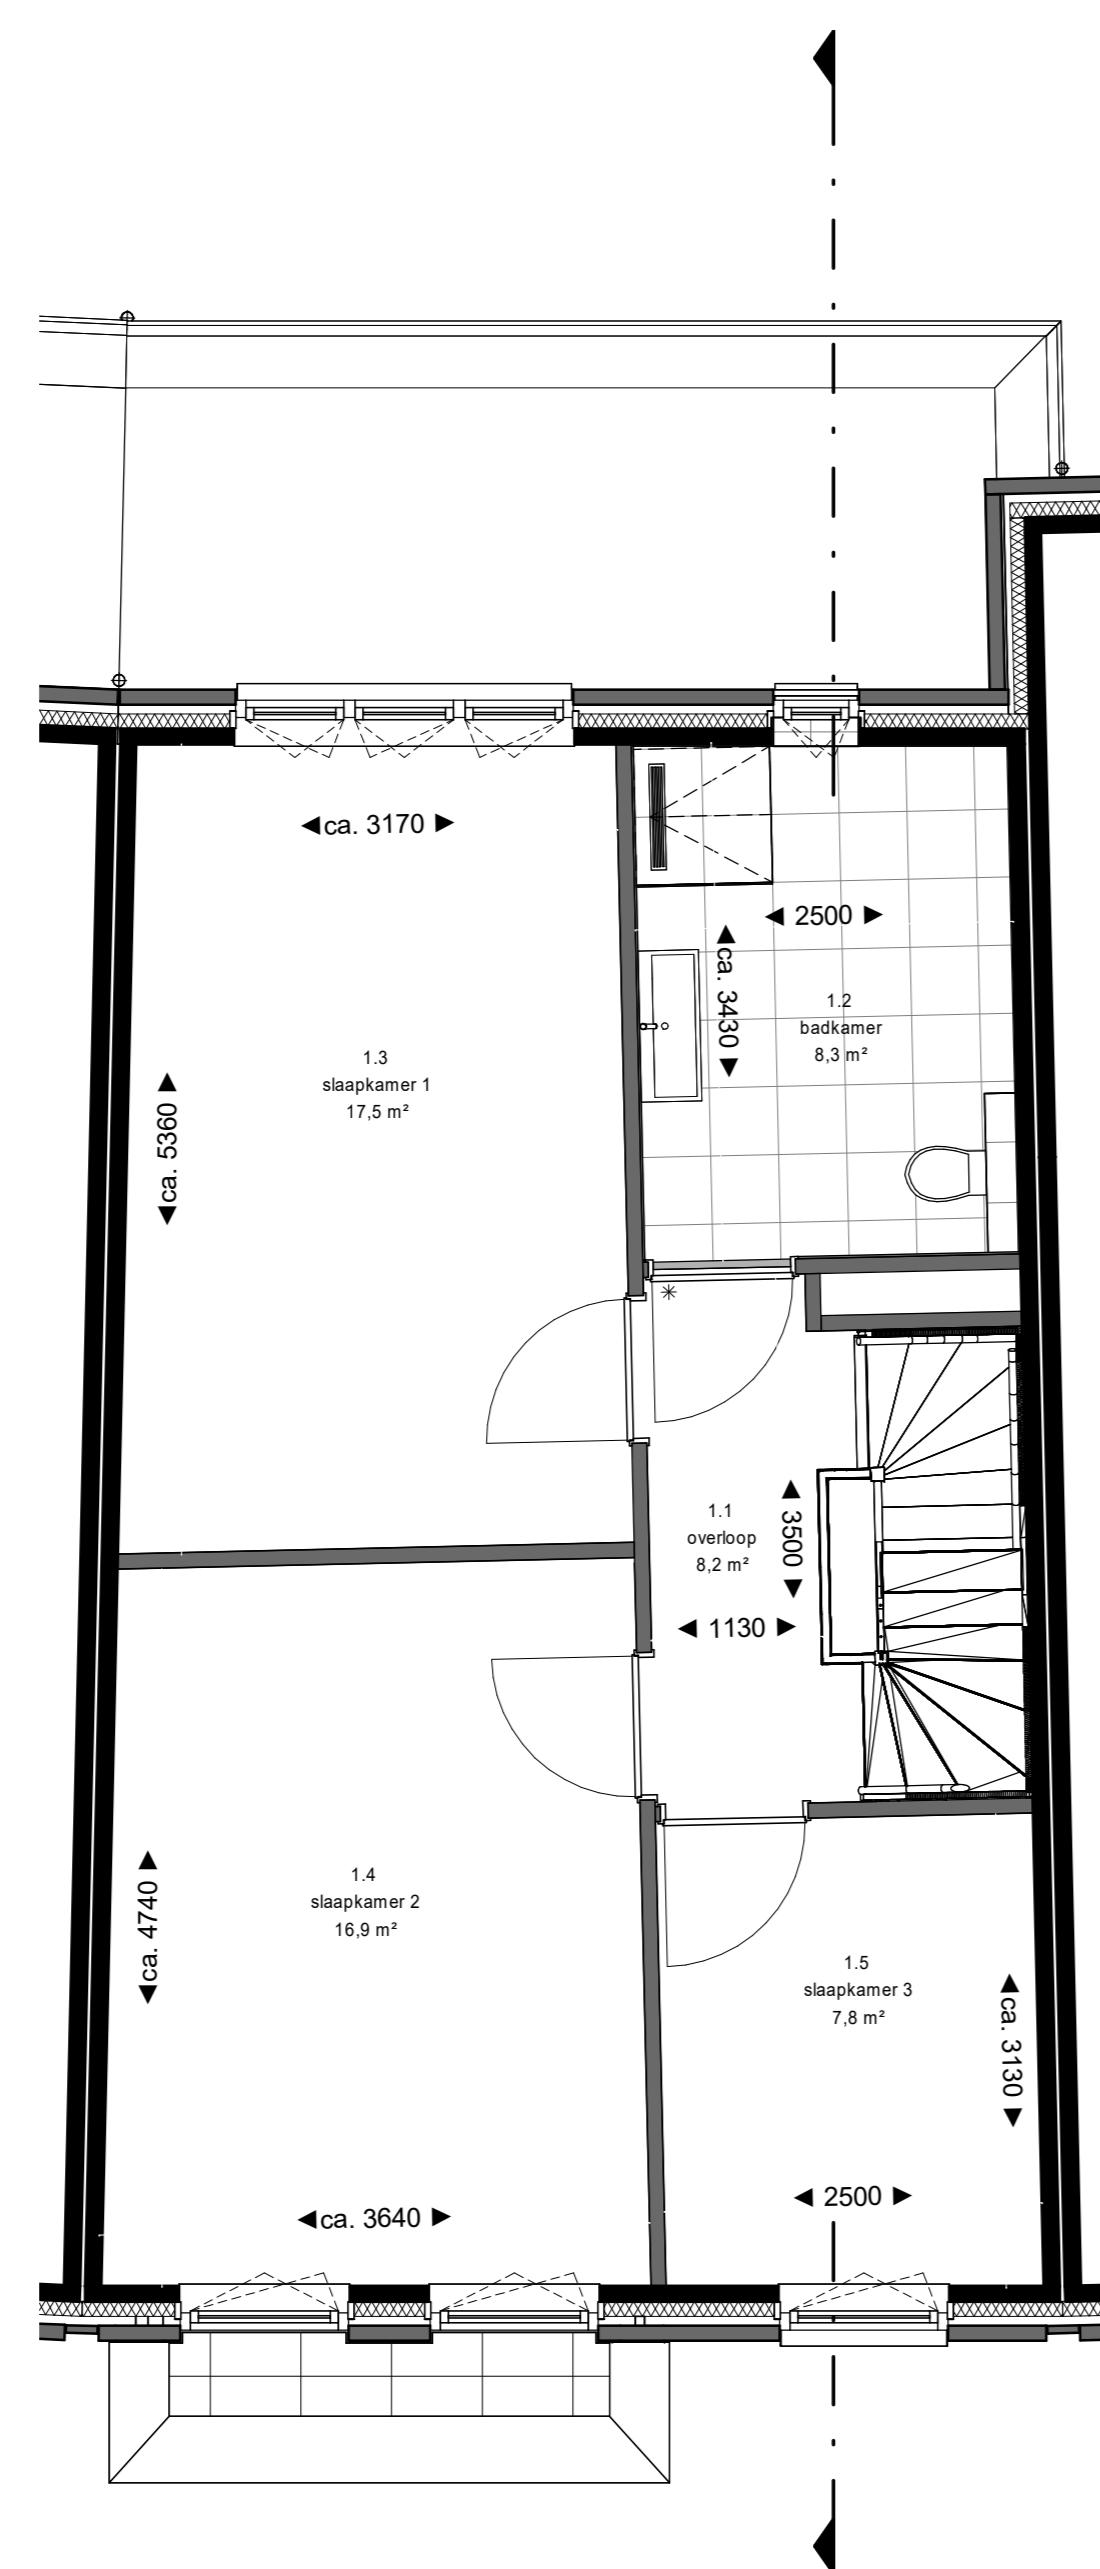 ca. 3170
2500
ca. 3430
1.2
badkamer
8,3 m²
1.3
slaapkamer 1
17,5 m²
ca. 5360
1.1
overloop
8,2 m²
3500
1130
ca. 4740
1.4
slaapkamer 2
16,9 m²
1.5
slaapkamer 3
7,8 m²
ca. 3130
2500
ca. 3640